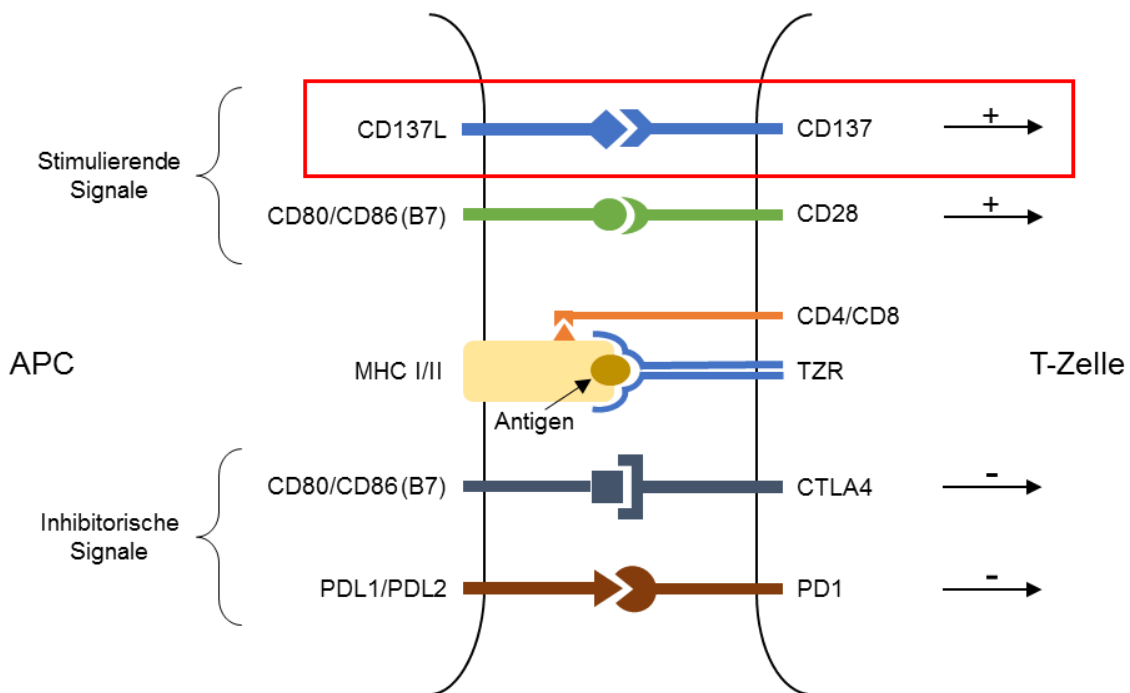 CD137L CD137 +
Stimulierende
Signale
CD80/CD86 (B7) CD28 +
CD4/CD8
APC MHC I/II TZR T-Zelle
Antigen
CD80/CD86 (B7) CTLA4 -
Inhibitorische
Signale
PDL1/PDL2 PD1 -